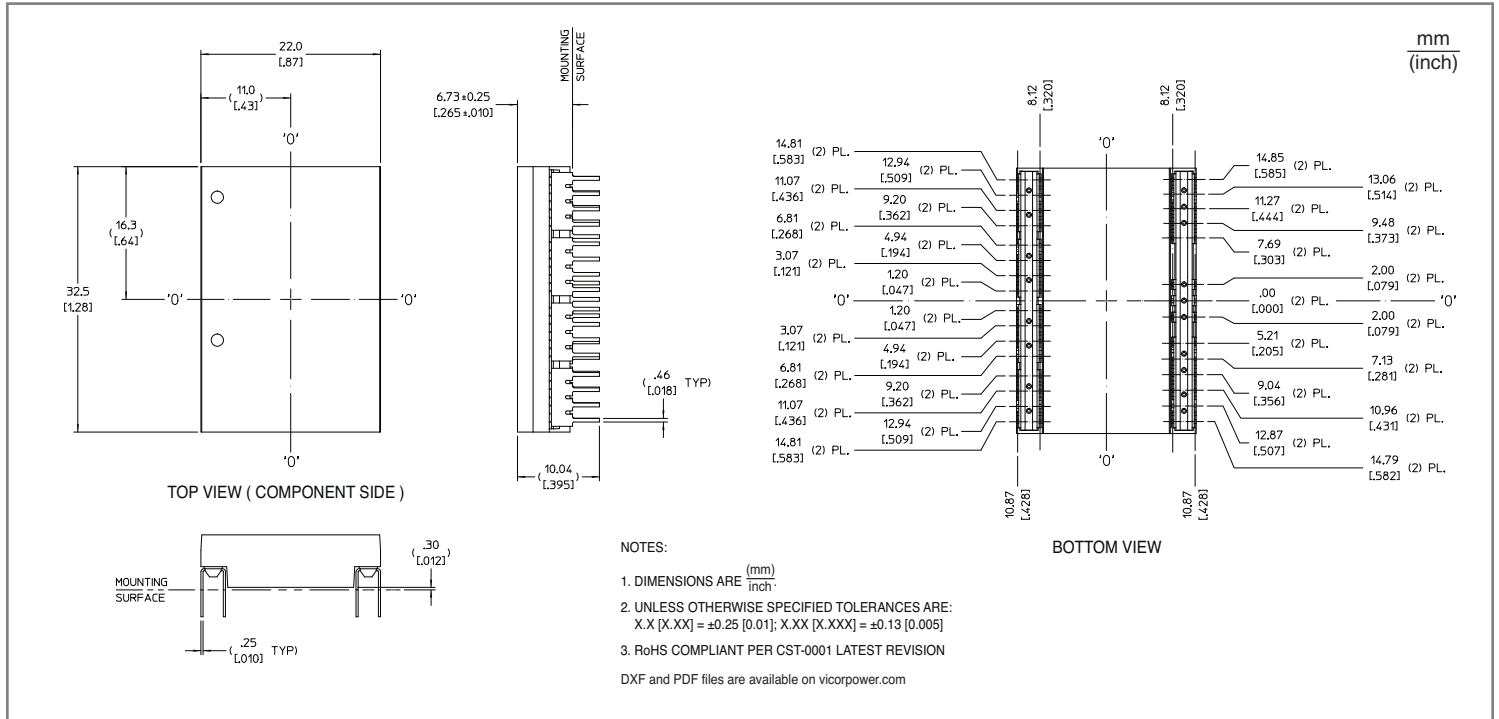 mm
(inch)
22.0
[.87]
( 11.0 )
[.43]
'0'
( 16.3 )
[.64]
32.5
[1.28]
'0'
'0'
'0'
TOP VIEW ( COMPONENT SIDE )
MOUNTING
SURFACE
6.73±0.25
[.265±.010]
( .46 TYP)
[.018]
( 10.04 )
[.395]
( .30 )
[.012]
MOUNTING
SURFACE
( .25 TYP)
[.010]
8.12
[.320]
8.12
[.320]
'0'
14.81 (2) PL.
[.583]
12.94 (2) PL.
[.509]
11.07 (2) PL.
[.436]
9.20 (2) PL.
[.362]
6.81 (2) PL.
[.268]
4.94 (2) PL.
[.194]
3.07 (2) PL.
[.121]
1.20 (2) PL.
[.047]
'0'
1.20 (2) PL.
[.047]
3.07 (2) PL.
[.121]
4.94 (2) PL.
[.194]
6.81 (2) PL.
[.268]
9.20 (2) PL.
[.362]
11.07 (2) PL.
[.436]
12.94 (2) PL.
[.509]
14.81 (2) PL.
[.583]
14.85 (2) PL.
[.585]
13.06 (2) PL.
[.514]
11.27 (2) PL.
[.444]
9.48 (2) PL.
[.373]
7.69 (2) PL.
[.303]
2.00 (2) PL.
[.079]
.00 (2) PL.
[.000]
'0'
2.00 (2) PL.
[.079]
5.21 (2) PL.
[.205]
7.13 (2) PL.
[.281]
9.04 (2) PL.
[.356]
10.96 (2) PL.
[.431]
12.87 (2) PL.
[.507]
14.79 (2) PL.
[.582]
'0'
10.87
[.428]
10.87
[.428]
BOTTOM VIEW
NOTES:
1. DIMENSIONS ARE (mm)
inch.
2. UNLESS OTHERWISE SPECIFIED TOLERANCES ARE:
X.X [X.XX] = ±0.25 [0.01]; X.XX [X.XXX] = ±0.13 [0.005]
3. RoHS COMPLIANT PER CST-0001 LATEST REVISION
DXF and PDF files are available on vicorpower.com